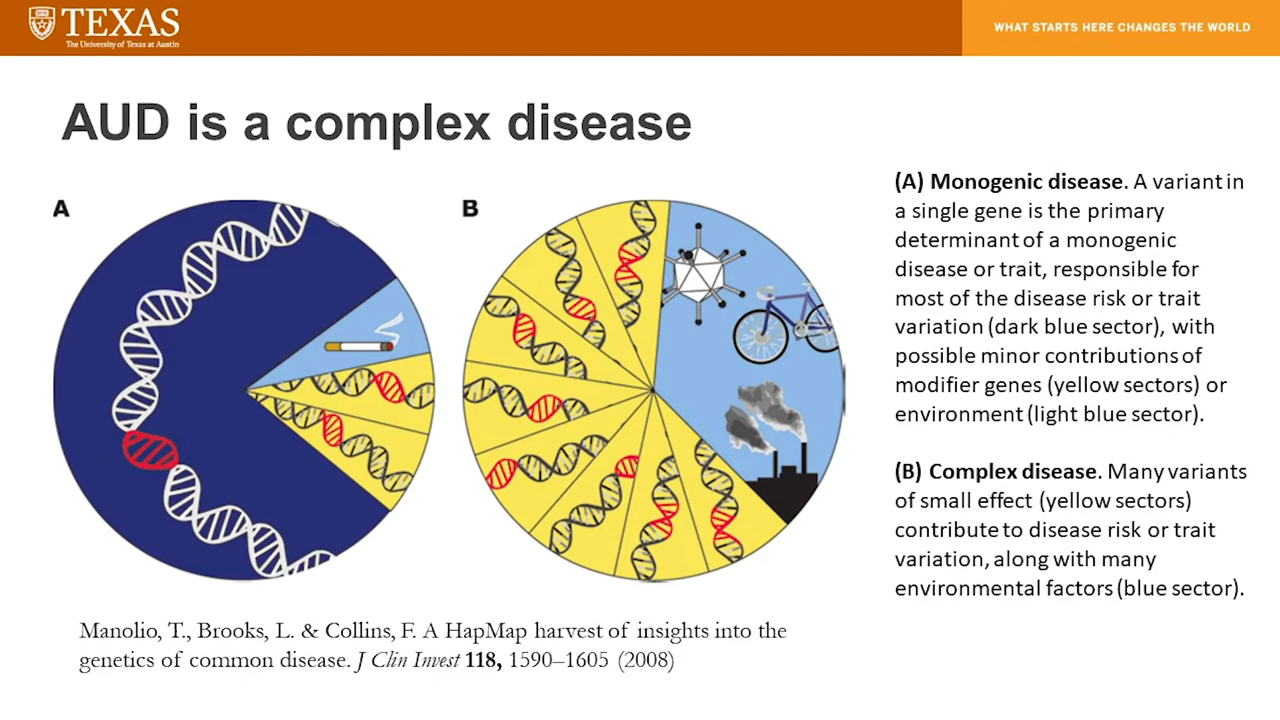 TEXAS
The University of Texas at Austin
WHAT STARTS HERE CHANGES THE WORLD
AUD is a complex disease
A
B
(A) Monogenic disease. A variant in
a single gene is the primary
determinant of a monogenic
disease or trait, responsible for
most of the disease risk or trait
variation (dark blue sector), with
possible minor contributions of
modifier genes (yellow sectors) or
environment (light blue sector).
(B) Complex disease. Many variants
of small effect (yellow sectors)
contribute to disease risk or trait
variation, along with many
environmental factors (blue sector).
Manolio, T., Brooks, L. & Collins, F. A HapMap harvest of insights into the
genetics of common disease. J Clin Invest 118, 1590–1605 (2008)